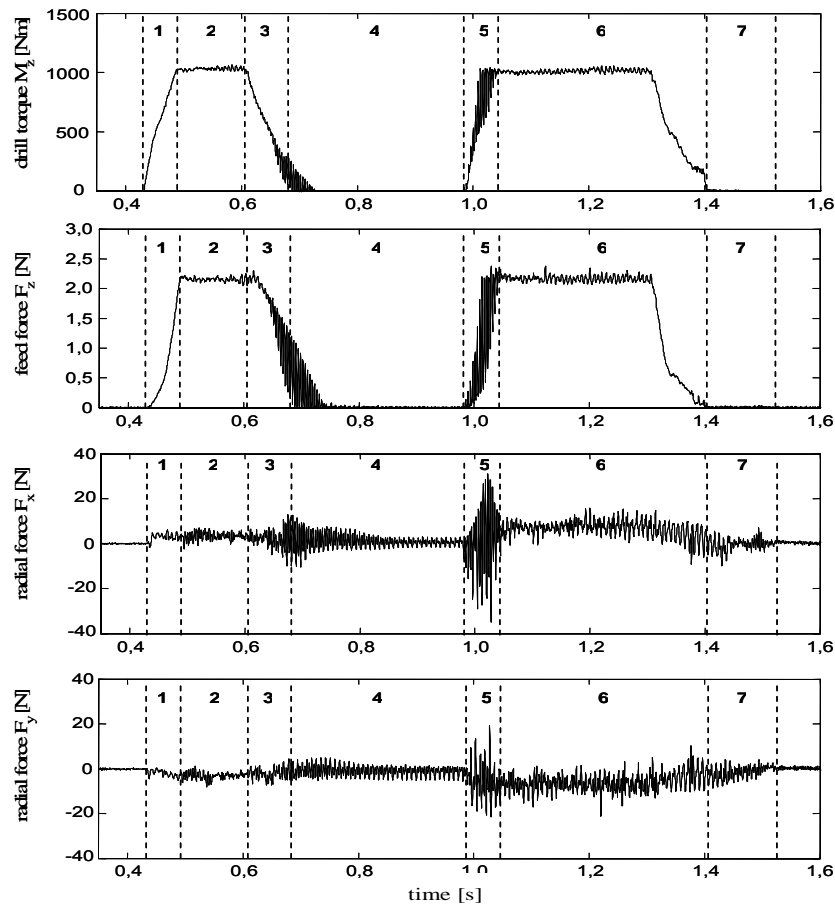 drill torque M_z [Nm]
1500
1000
500
0
1 2 3 4 5 6 7
0,4 0,6 0,8 1,0 1,2 1,4 1,6
feed force F_z [N]
3,0
2,5
2,0
1,5
1,0
0,5
0
1 2 3 4 5 6 7
0,4 0,6 0,8 1,0 1,2 1,4 1,6
radial force F_x [N]
40
20
0
-20
-40
1 2 3 4 5 6 7
0,4 0,6 0,8 1,0 1,2 1,4 1,6
radial force F_y [N]
40
20
0
-20
-40
1 2 3 4 5 6 7
0,4 0,6 0,8 1,0 1,2 1,4 1,6
time [s]